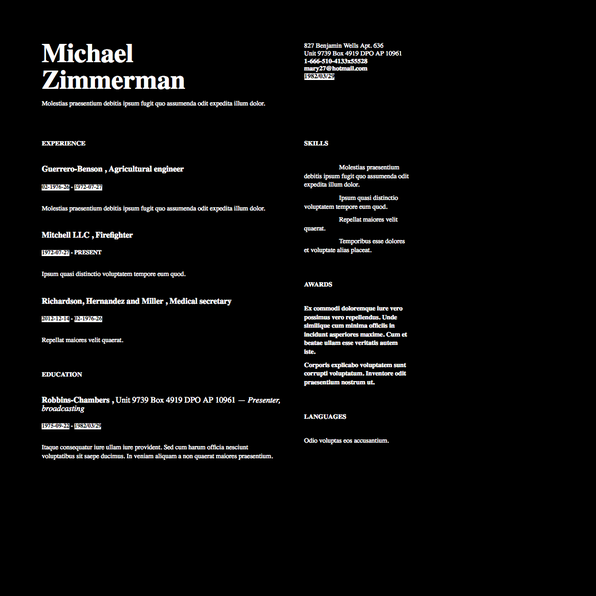 Michael
Zimmerman
Molestias praesentium debitis ipsum fugit quo assumenda odit expedita illum dolor.
827 Benjamin Wells Apt. 636
Unit 9739 Box 4919 DPO AP 10961
1-666-510-4133x55528
mary27@hotmail.com
1982/03/29
EXPERIENCE
Guerrero-Benson , Agricultural engineer
02-1976-26 - 1972-07-27
Molestias praesentium debitis ipsum fugit quo assumenda odit expedita illum dolor.
Mitchell LLC , Firefighter
1972-07-27 - PRESENT
Ipsum quasi distinctio voluptatem tempore eum quod.
Richardson, Hernandez and Miller , Medical secretary
2012-12-14 - 02-1976-26
Repellat maiores velit quaerat.
EDUCATION
Robbins-Chambers , Unit 9739 Box 4919 DPO AP 10961 — Presenter,
broadcasting
1975-09-22 - 1982/03/29
Itaque consequatur iure ullam iure provident. Sed cum harum officia nesciunt
voluptatibus sit saepe ducimus. In veniam aliquam a non quaerat maiores praesentium.
SKILLS
Molestias praesentium
debitis ipsum fugit quo assumenda odit
expedita illum dolor.
Ipsum quasi distinctio
voluptatem tempore eum quod.
Repellat maiores velit
quaerat.
Temporibus esse dolores
et voluptate alias placeat.
AWARDS
Ex commodi doloremque iure vero
possimus vero repellendus. Unde
similique cum minima officiis in
incidunt asperiores maxime. Cum et
beatae ullam esse veritatis autem
iste.
Corporis explicabo voluptatem sunt
corrupti voluptatum. Inventore odit
praesentium nostrum ut.
LANGUAGES
Odio voluptas eos accusantium.